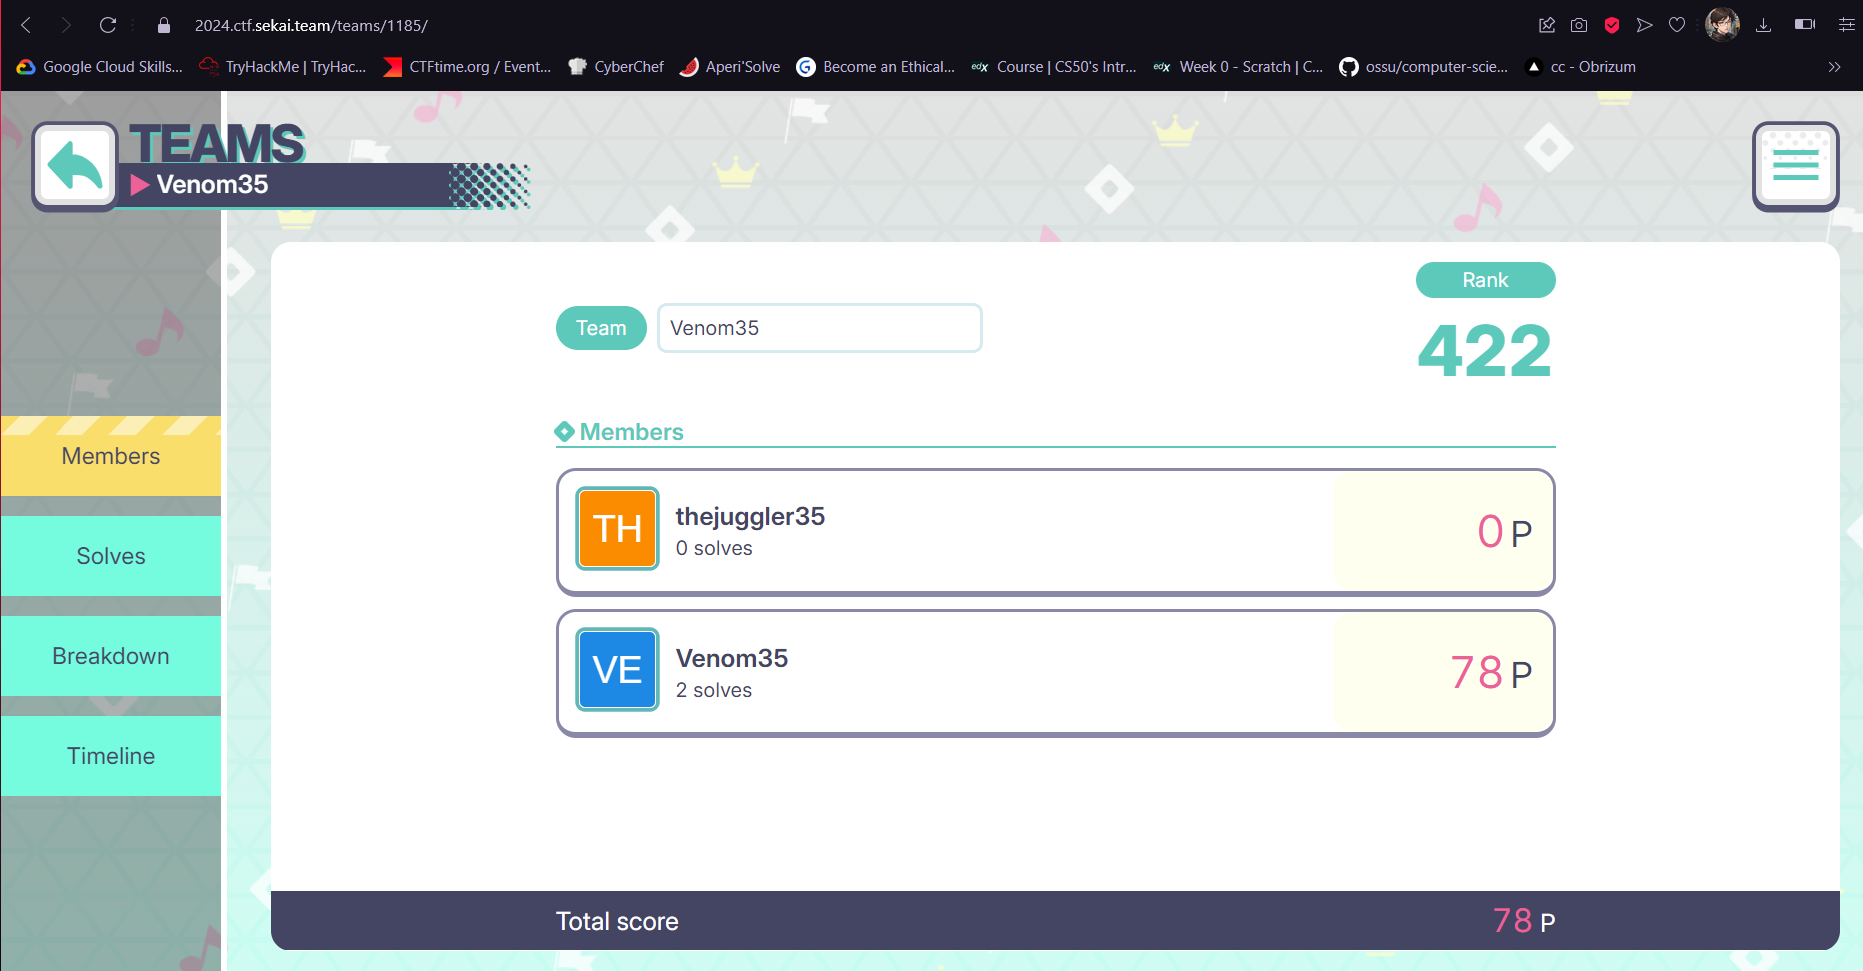 2024.ctf.sekai.team/teams/1185/
Google Cloud Skills... TryHackMe | TryHac... CTFtime.org / Event... CyberChef Aperi'Solve G Become an Ethical... edX Course | CS50's Intr... edX Week 0 - Scratch | C... ossu/computer-scie... cc - Obrizum
TEAMS
Venom35
Rank
Team Venom35
422
Members
Members
Solves
Breakdown
Timeline
TH thejuggler35
0 solves
0 P
VE Venom35
2 solves
78 P
Total score 78 P